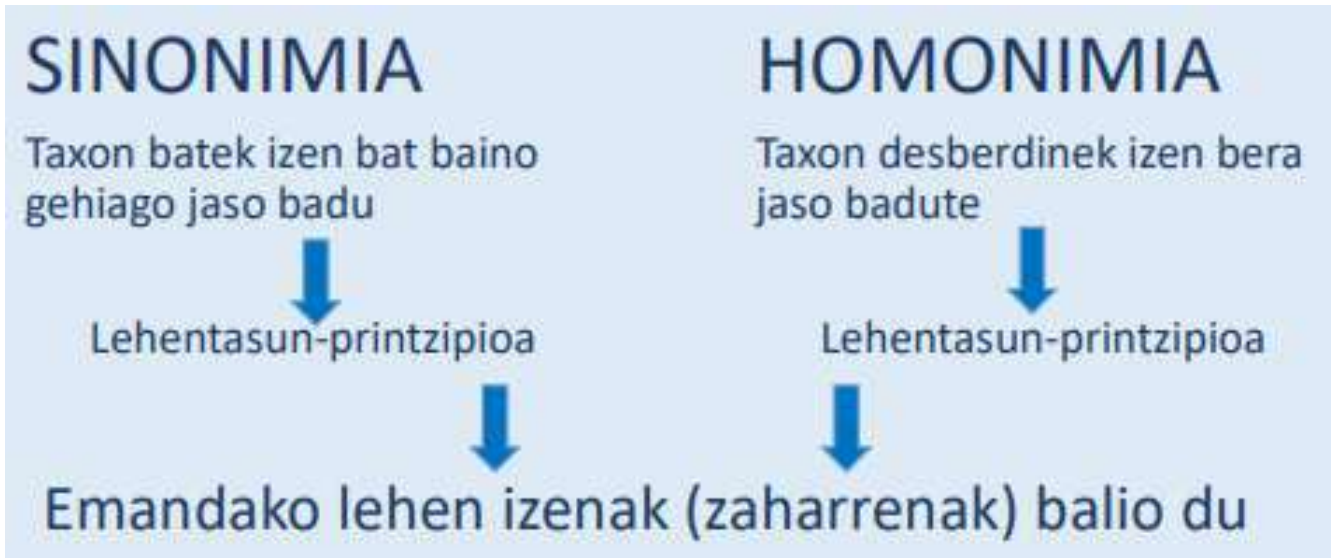 SINONIMIA
Taxon batek izen bat baino
gehiago jaso badu
Lehentasun-printzipioa
HOMONIMIA
Taxon desberdinek izen bera
jaso badute
Lehentasun-printzipioa
Emandako lehen izenak (zaharrenak) balio du